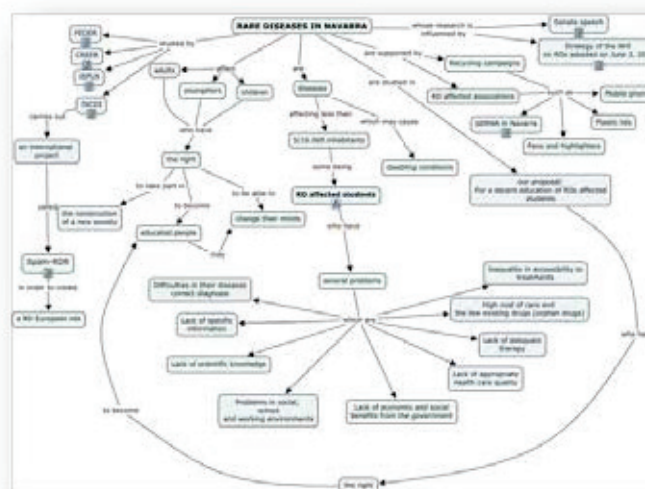 RARE DISEASES IN NAVARRA
whose research is
influenced by
Senate speech
Strategy of the
on RDs adopted on June 3,
FEDER
CREER
studied by
are supported by
Recycling campaigns
adults
affect
youngsters
children
are
diseases
are studied in
RD affected associations
such as
Mobile phones
GERNA in Navarra
Plastic lids
Pens and highlighters
carries out
an international
project
who have
affecting less than
5/10.000 inhabitants
which may cause
disabling conditions
the right
some being
RD affected students
our proposal:
For a decent education of RDs affected
students
to take part in
to become
to be able to
the construction
of a new society
change their minds
educated people
may
who have
Spain-RDR
in order to create
a RD European
several problems
which are
Difficulties in their diseases
correct diagnose
Inequality in accessibility to
treatments
Lack of specific
information
High cost of care and
the few existing drugs (orphan drugs)
Lack of scientific knowledge
Lack of adequate
therapy
Lack of appropriate
health care quality
Problems in social,
school
and working environments
Lack of economic and social
benefits from the government
to become
the right